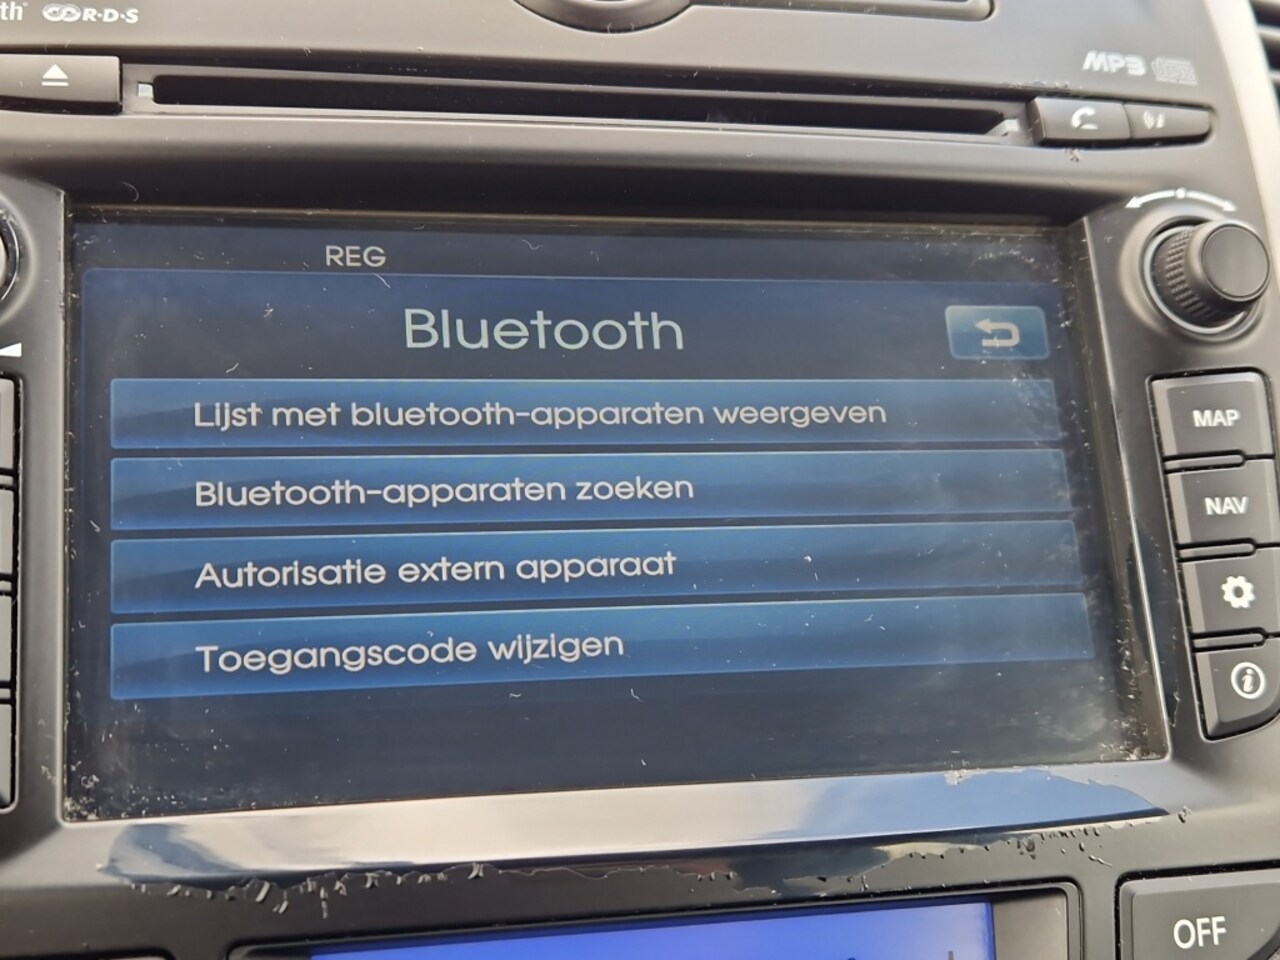 th R·D·S
MP3
REG
Bluetooth
Lijst met bluetooth-apparaten weergeven
Bluetooth-apparaten zoeken
Autorisatie extern apparaat
Toegangscode wijzigen
MAP
NAV
i
OFF